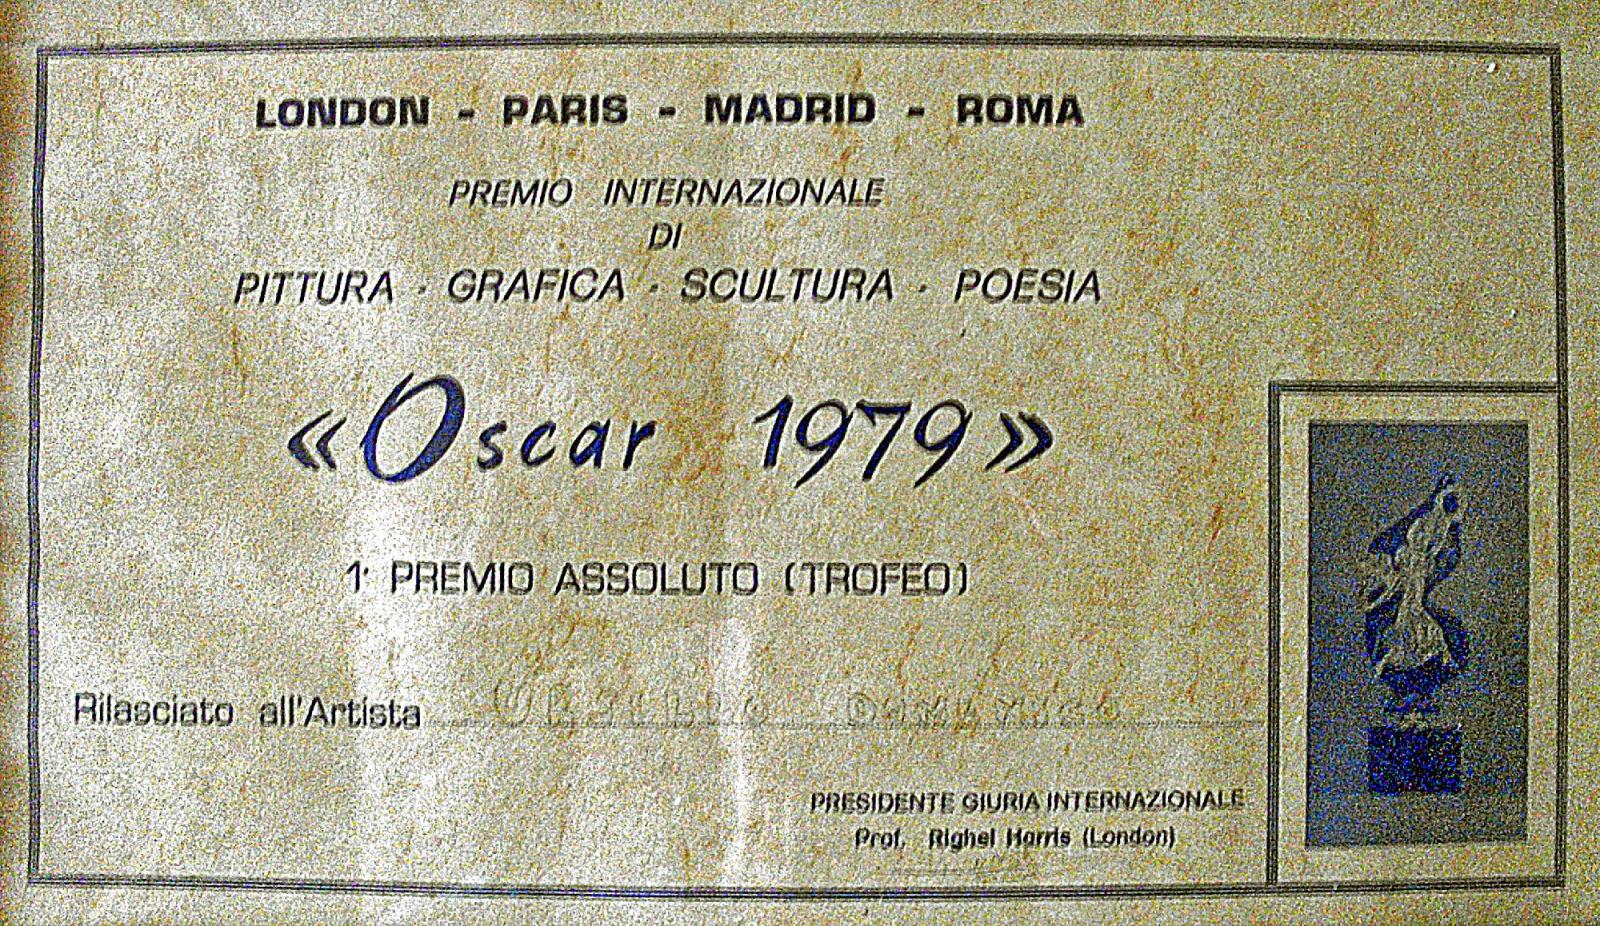 LONDON - PARIS - MADRID - ROMA
PREMIO INTERNAZIONALE
DI
PITTURA · GRAFICA · SCULTURA · POESIA
«Oscar 1979»
1° PREMIO ASSOLUTO (TROFEO)
Rilasciato all'Artista
PRESIDENTE GIURIA INTERNAZIONALE
Prof. Righel Harris (London)